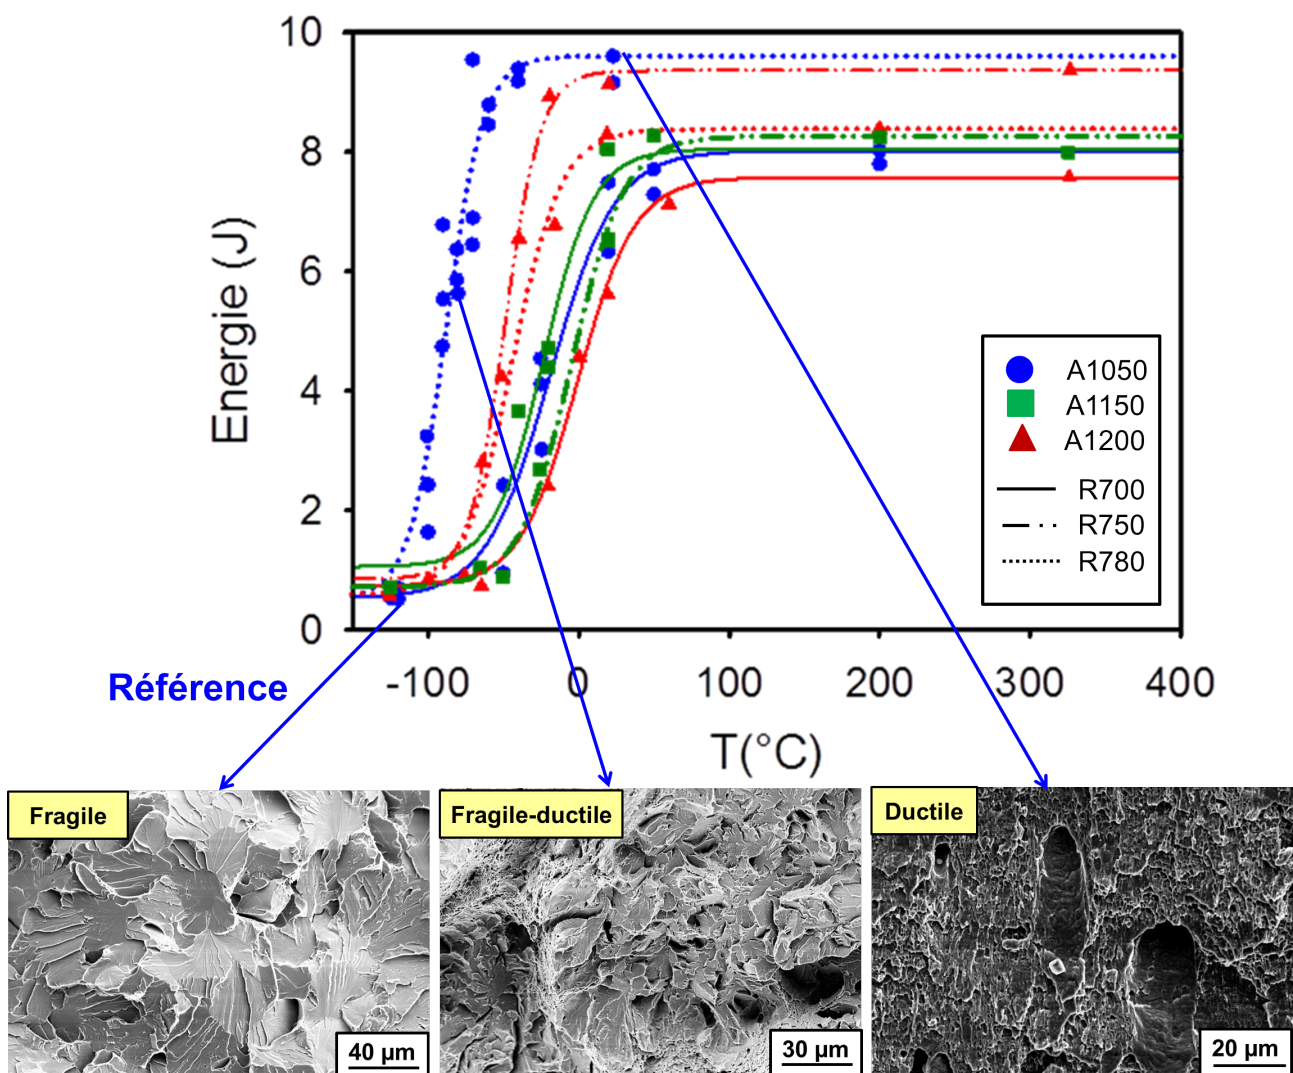 10
8
6
4
2
0
Energie (J)
A1050
A1150
A1200
R700
R750
R780
-100
0
100
200
300
400
T(°C)
Référence
Fragile
Fragile-ductile
Ductile
40 µm
30 µm
20 µm